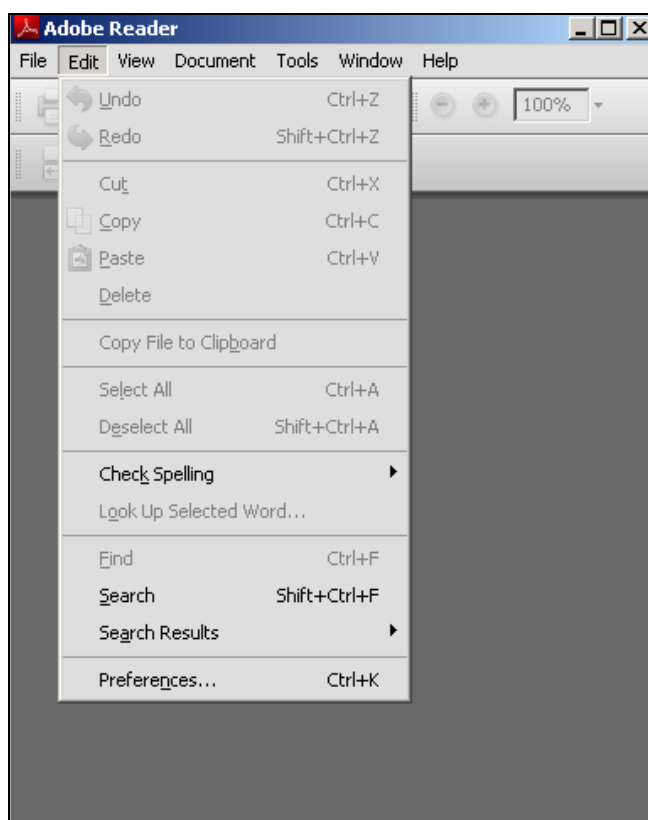 Adobe Reader
File Edit View Document Tools Window Help
100%
Undo Ctrl+Z
Redo Shift+Ctrl+Z
Cut Ctrl+X
Copy Ctrl+C
Paste Ctrl+V
Delete
Copy File to Clipboard
Select All Ctrl+A
Deselect All Shift+Ctrl+A
Check Spelling
Look Up Selected Word...
Find Ctrl+F
Search Shift+Ctrl+F
Search Results
Preferences... Ctrl+K